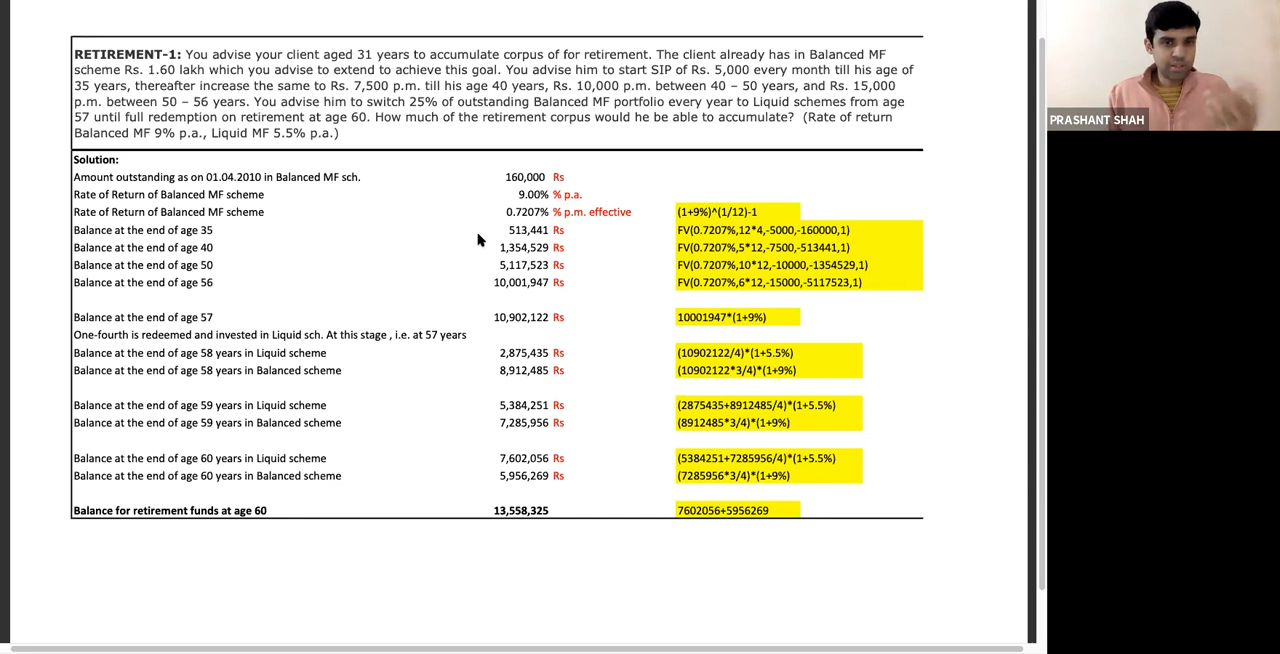 RETIREMENT-1: You advise your client aged 31 years to accumulate corpus of for retirement. The client already has in Balanced MF
scheme Rs. 1.60 lakh which you advise to extend to achieve this goal. You advise him to start SIP of Rs. 5,000 every month till his age of
35 years, thereafter increase the same to Rs. 7,500 p.m. till his age 40 years, Rs. 10,000 p.m. between 40 – 50 years, and Rs. 15,000
p.m. between 50 – 56 years. You advise him to switch 25% of outstanding Balanced MF portfolio every year to Liquid schemes from age
57 until full redemption on retirement at age 60. How much of the retirement corpus would he be able to accumulate? (Rate of return
Balanced MF 9% p.a., Liquid MF 5.5% p.a.)
Solution:
Amount outstanding as on 01.04.2010 in Balanced MF sch. 160,000 Rs
Rate of Return of Balanced MF scheme 9.00% % p.a.
Rate of Return of Balanced MF scheme 0.7207% % p.m. effective (1+9%)^(1/12)-1
Balance at the end of age 35 513,441 Rs FV(0.7207%,12*4,-5000,-160000,1)
Balance at the end of age 40 1,354,529 Rs FV(0.7207%,5*12,-7500,-513441,1)
Balance at the end of age 50 5,117,523 Rs FV(0.7207%,10*12,-10000,-1354529,1)
Balance at the end of age 56 10,001,947 Rs FV(0.7207%,6*12,-15000,-5117523,1)
Balance at the end of age 57 10,902,122 Rs 10001947*(1+9%)
One-fourth is redeemed and invested in Liquid sch. At this stage , i.e. at 57 years
Balance at the end of age 58 years in Liquid scheme 2,875,435 Rs (10902122/4)*(1+5.5%)
Balance at the end of age 58 years in Balanced scheme 8,912,485 Rs (10902122*3/4)*(1+9%)
Balance at the end of age 59 years in Liquid scheme 5,384,251 Rs (2875435+8912485/4)*(1+5.5%)
Balance at the end of age 59 years in Balanced scheme 7,285,956 Rs (8912485*3/4)*(1+9%)
Balance at the end of age 60 years in Liquid scheme 7,602,056 Rs (5384251+7285956/4)*(1+5.5%)
Balance at the end of age 60 years in Balanced scheme 5,956,269 Rs (7285956*3/4)*(1+9%)
Balance for retirement funds at age 60 13,558,325 7602056+5956269
PRASHANT SHAH